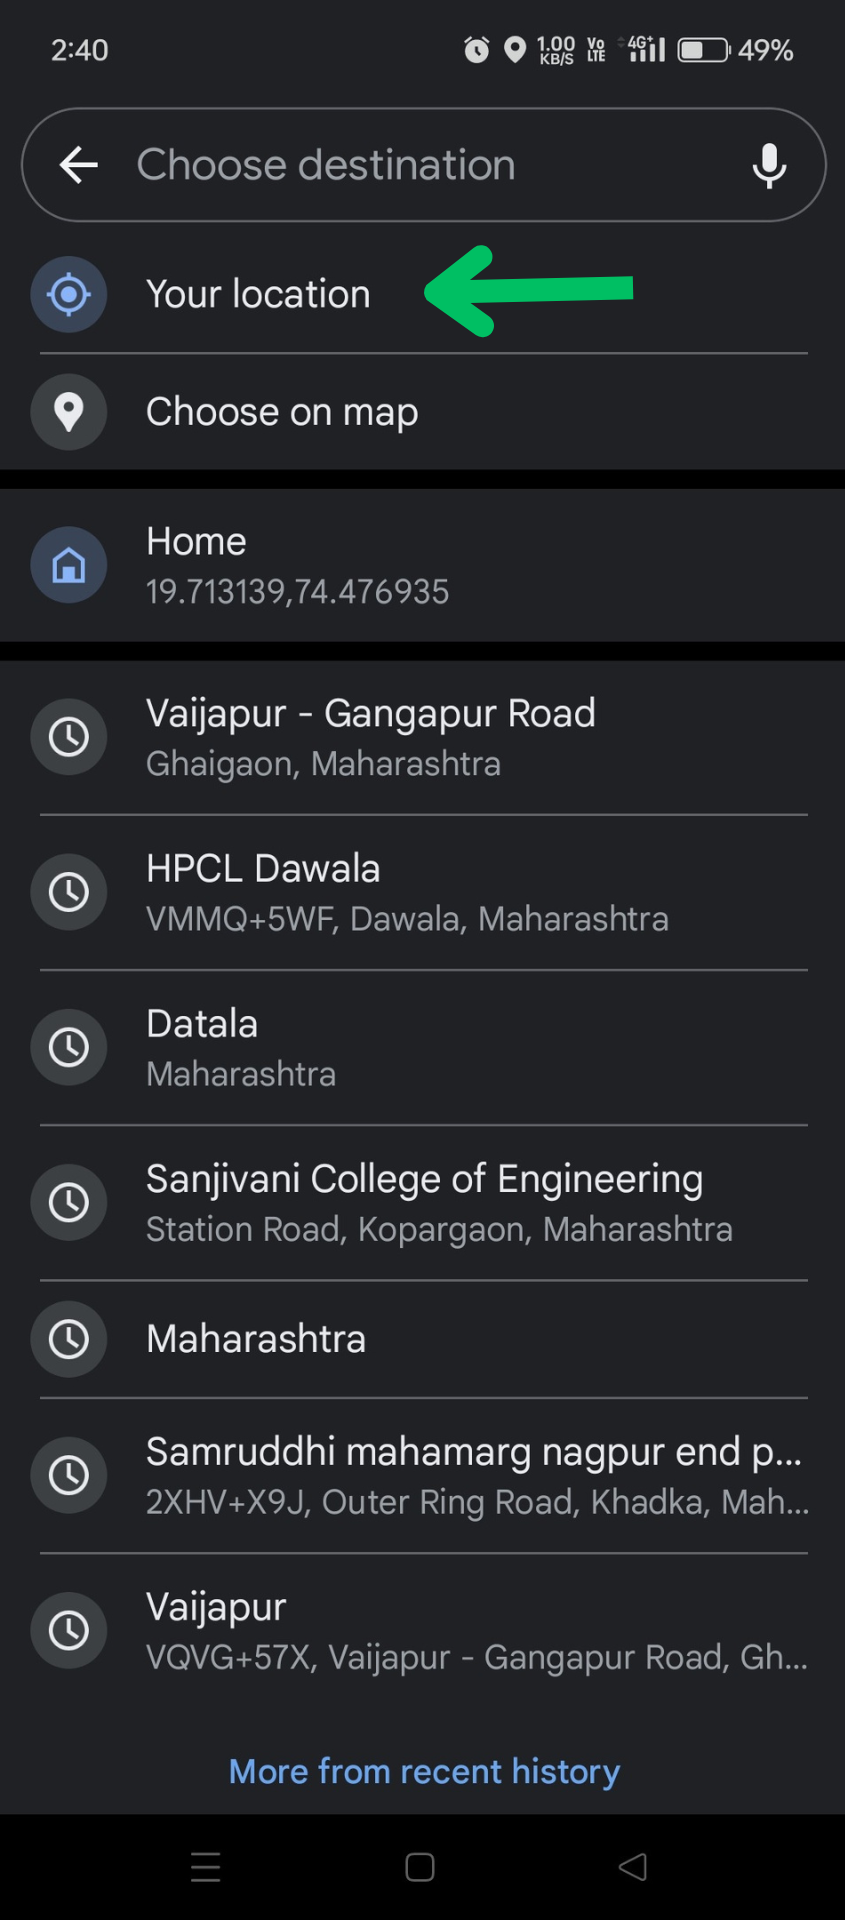 2:40
1.00 KB/S
Vo LTE
4G+
49%
Choose destination
Your location
Choose on map
Home
19.713139,74.476935
Vaijapur - Gangapur Road
Ghaigaon, Maharashtra
HPCL Dawala
VMMQ+5WF, Dawala, Maharashtra
Datala
Maharashtra
Sanjivani College of Engineering
Station Road, Kopargaon, Maharashtra
Maharashtra
Samruddhi mahamarg nagpur end p...
2XHV+X9J, Outer Ring Road, Khadka, Mah...
Vaijapur
VQVG+57X, Vaijapur - Gangapur Road, Gh...
More from recent history